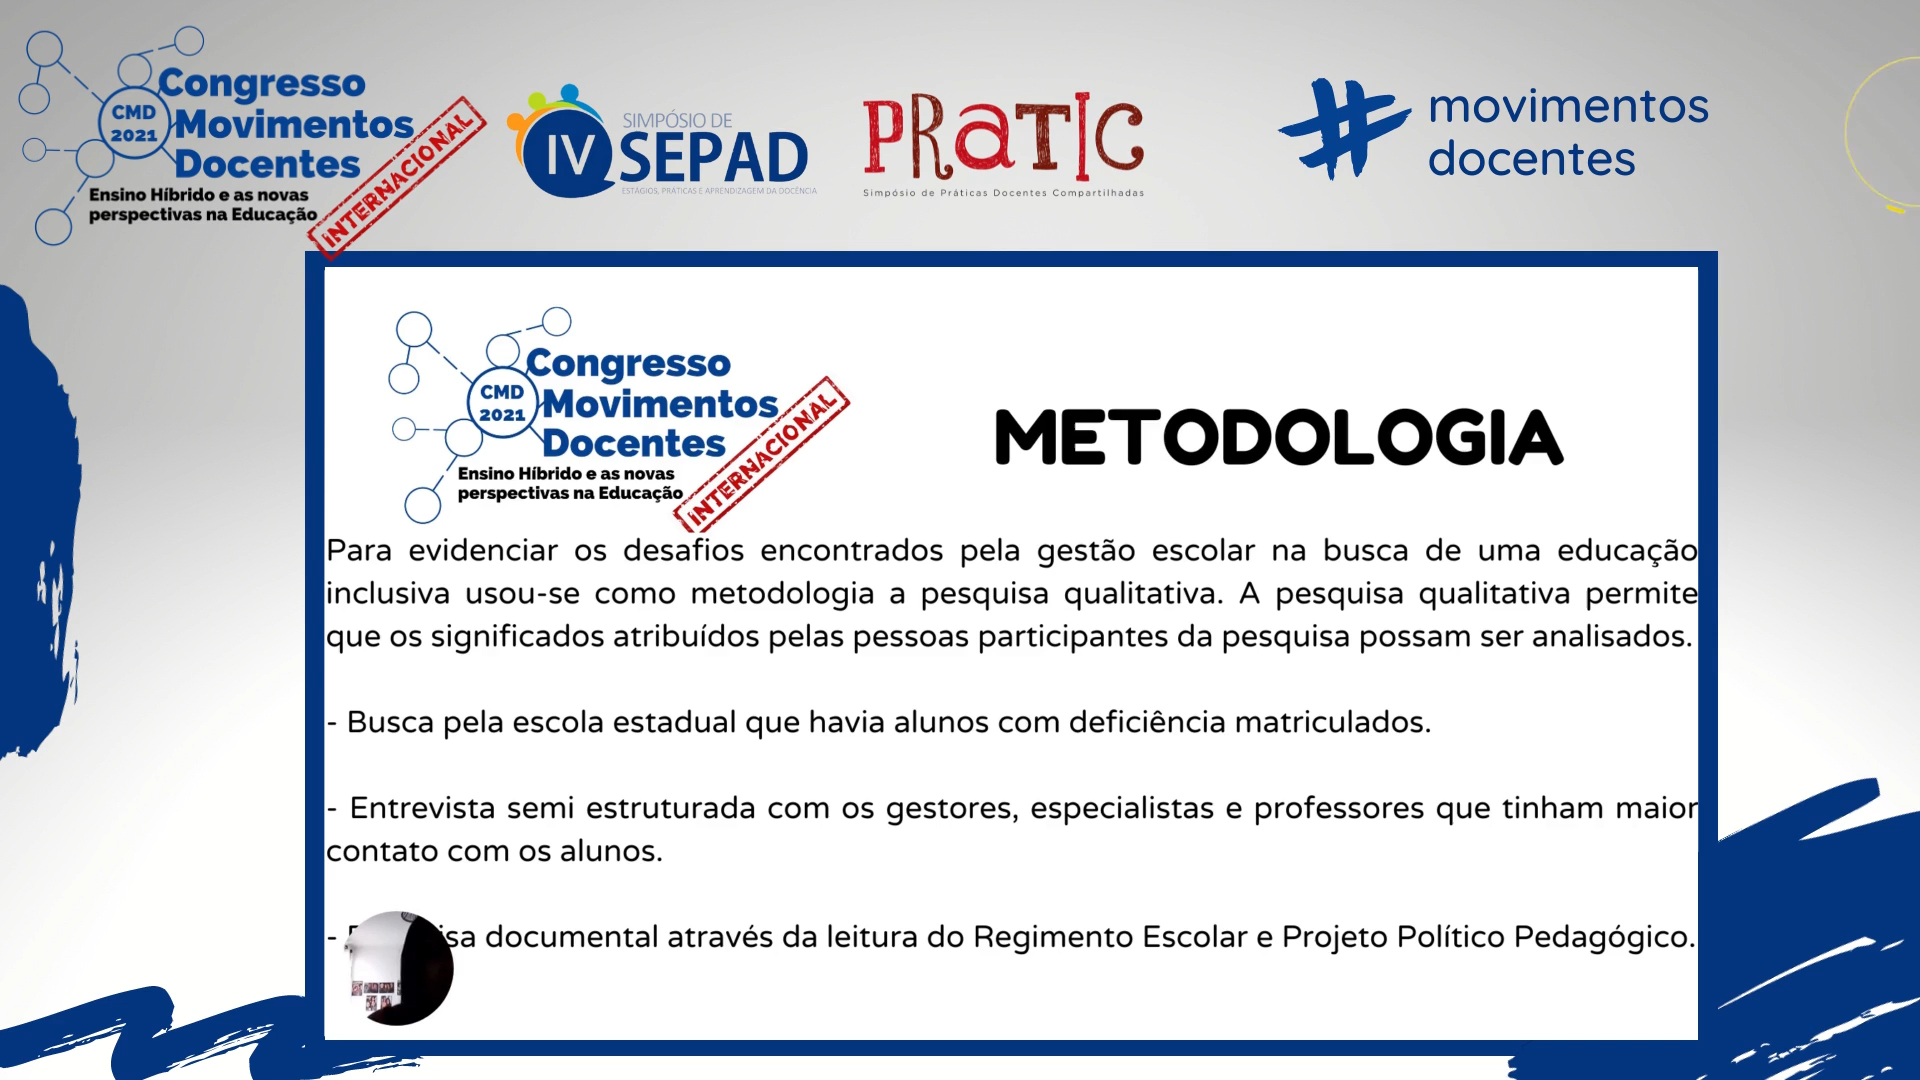 CMD
2021
Congresso
Movimentos
Docentes
Ensino Híbrido e as novas
perspectivas na Educação
INTERNACIONAL
IV
SIMPÓSIO DE
SEPAD
ESTÁGIOS, PRÁTICAS E APRENDIZAGEM DA DOCÊNCIA
PRATIC
Simpósio de Práticas Docentes Compartilhadas
# movimentos
docentes
CMD
2021
Congresso
Movimentos
Docentes
Ensino Híbrido e as novas
perspectivas na Educação
INTERNACIONAL
METODOLOGIA
Para evidenciar os desafios encontrados pela gestão escolar na busca de uma educação
inclusiva usou-se como metodologia a pesquisa qualitativa. A pesquisa qualitativa permite
que os significados atribuídos pelas pessoas participantes da pesquisa possam ser analisados.
- Busca pela escola estadual que havia alunos com deficiência matriculados.
- Entrevista semi estruturada com os gestores, especialistas e professores que tinham maior
contato com os alunos.
- documental através da leitura do Regimento Escolar e Projeto Político Pedagógico.